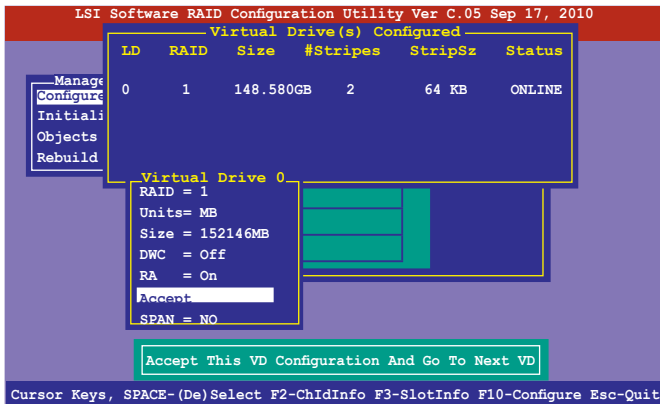 LSI Software RAID Configuration Utility Ver C.05 Sep 17, 2010
Virtual Drive(s) Configured
LD RAID Size #Stripes StripSz Status
0 1 148.580GB 2 64 KB ONLINE
Manage
Configure
Initiali
Objects
Rebuild
Virtual Drive 0
RAID = 1
Units= MB
Size = 152146MB
DWC = Off
RA = On
Accept
SPAN = NO
Accept This VD Configuration And Go To Next VD
Cursor Keys, SPACE-(De)Select F2-ChIdInfo F3-SlotInfo F10-Configure Esc-Quit